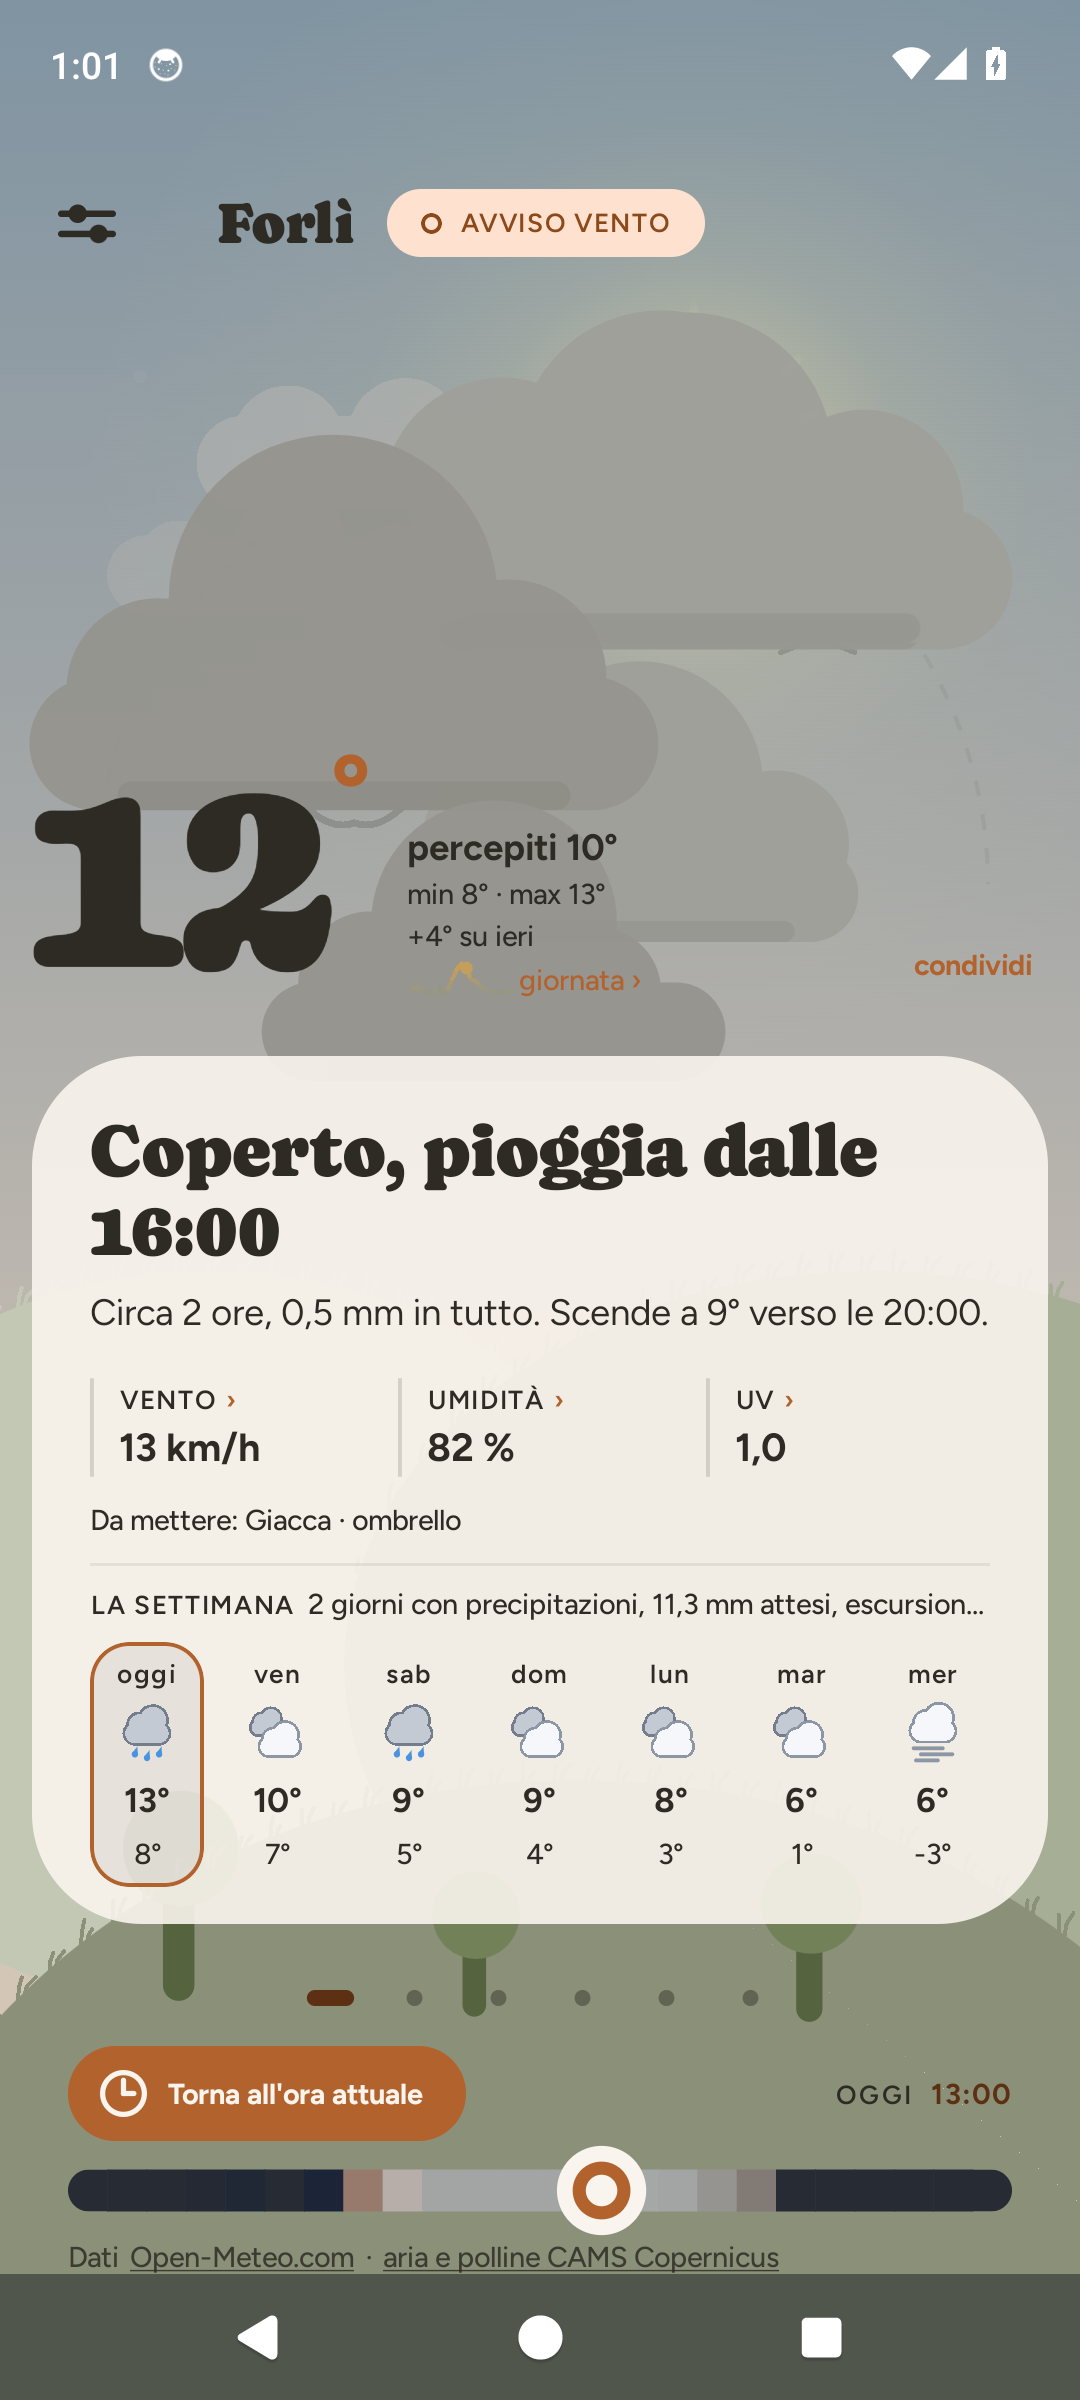 1:01
Forlì
AVVISO VENTO
12°
percepiti 10°
min 8° · max 13°
+4° su ieri
giornata ›
condividi
Coperto, pioggia dalle
16:00
Circa 2 ore, 0,5 mm in tutto. Scende a 9° verso le 20:00.
VENTO › UMIDITÀ › UV ›
13 km/h 82 % 1,0
Da mettere: Giacca · ombrello
LA SETTIMANA 2 giorni con precipitazioni, 11,3 mm attesi, escursion…
oggi ven sab dom lun mar mer
13° 10° 9° 9° 8° 6° 6°
8° 7° 5° 4° 3° 1° -3°
Torna all'ora attuale
OGGI 13:00
Dati Open-Meteo.com · aria e polline CAMS Copernicus